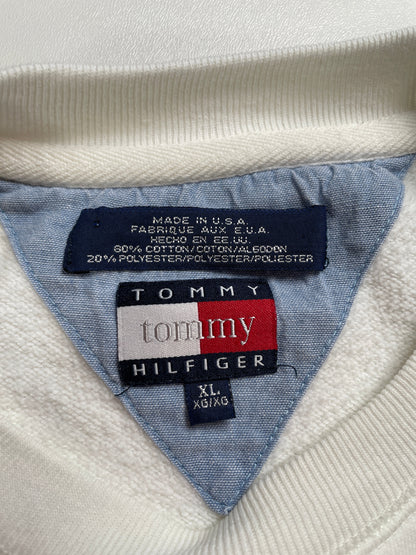 MADE IN U.S.A.
FABRIQUE AUX E.U.A.
HECHO EN EE.UU.
80% COTTON/COTON/ALGODON
20% POLYESTER/POLYESTER/POLIESTER
TOMMY
tommy
HILFIGER
XL
XG/XG